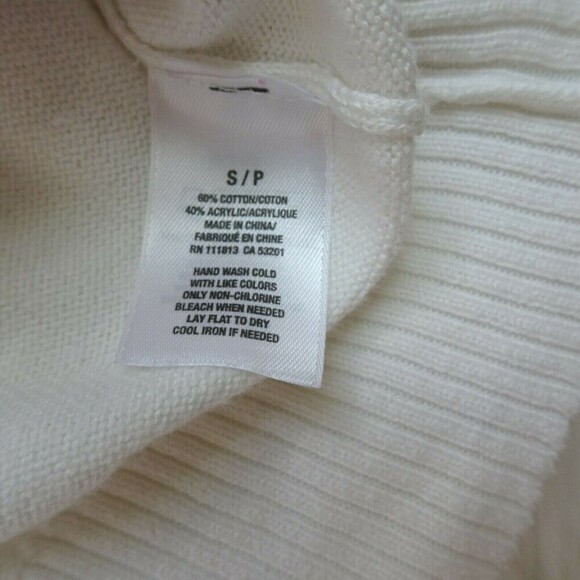 S / P
60% COTTON/COTON
40% ACRYLIC/ACRYLIQUE
MADE IN CHINA/
FABRIQUÉ EN CHINE
RN 111813 CA 53201
HAND WASH COLD
WITH LIKE COLORS
ONLY NON-CHLORINE
BLEACH WHEN NEEDED
LAY FLAT TO DRY
COOL IRON IF NEEDED